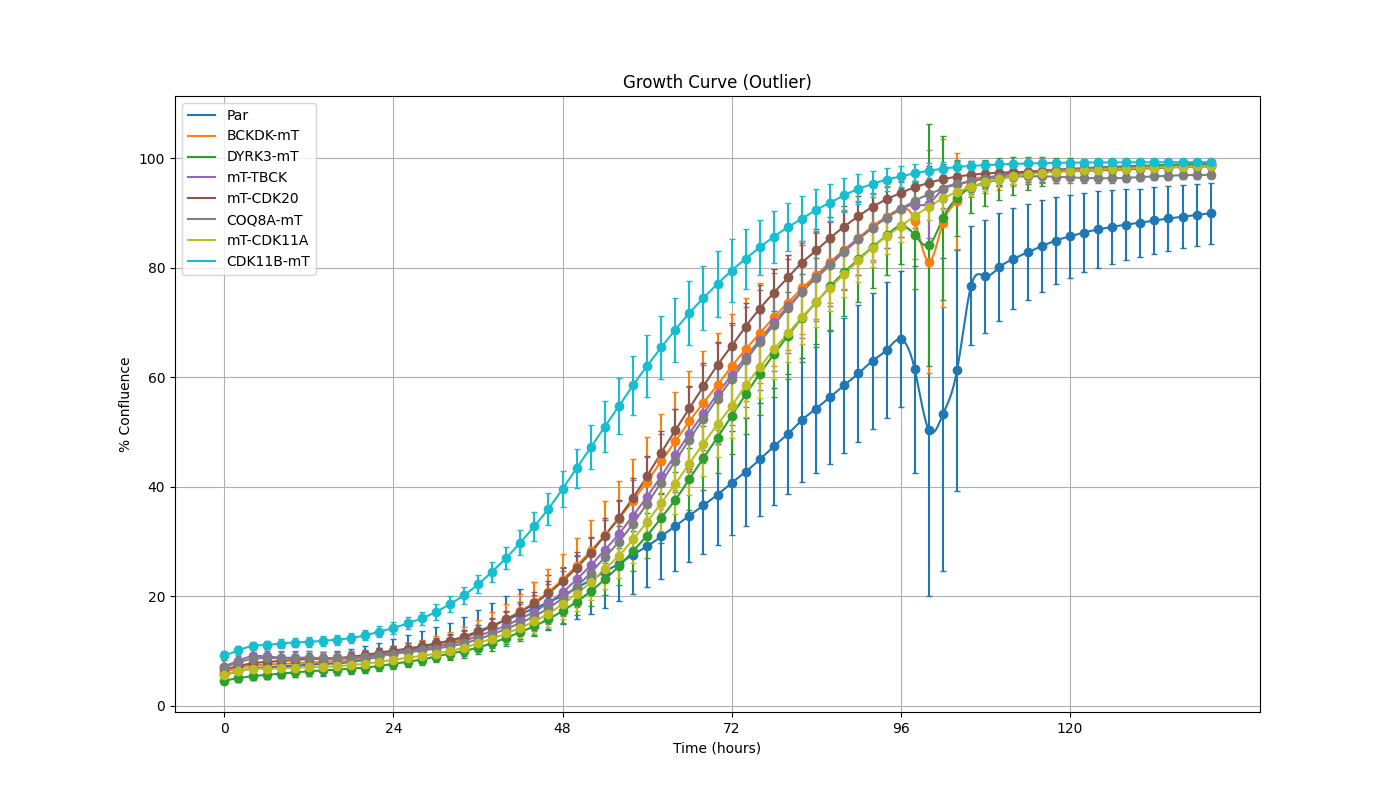 Growth Curve (Outlier)
Par
BCKDK-mT
DYRK3-mT
mT-TBCK
mT-CDK20
COQ8A-mT
mT-CDK11A
CDK11B-mT
% Confluence
100
80
60
40
20
0
0 24 48 72 96 120
Time (hours)